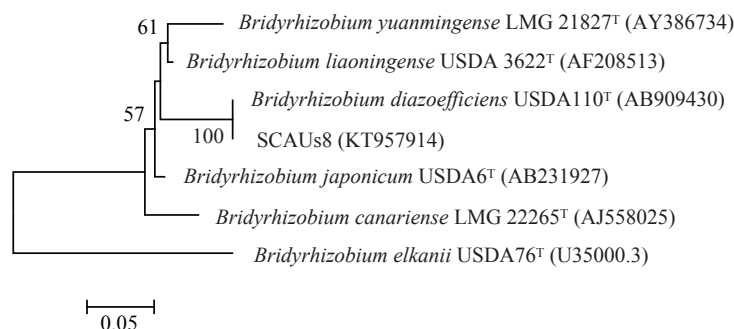 61
Bridyrhizobium yuanmingense LMG 21827ᵀ (AY386734)
Bridyrhizobium liaoningense USDA 3622ᵀ (AF208513)
Bridyrhizobium diazoefficiens USDA110ᵀ (AB909430)
57
100
SCAUs8 (KT957914)
Bridyrhizobium japonicum USDA6ᵀ (AB231927)
Bridyrhizobium canariense LMG 22265ᵀ (AJ558025)
Bridyrhizobium elkanii USDA76ᵀ (U35000.3)
0.05